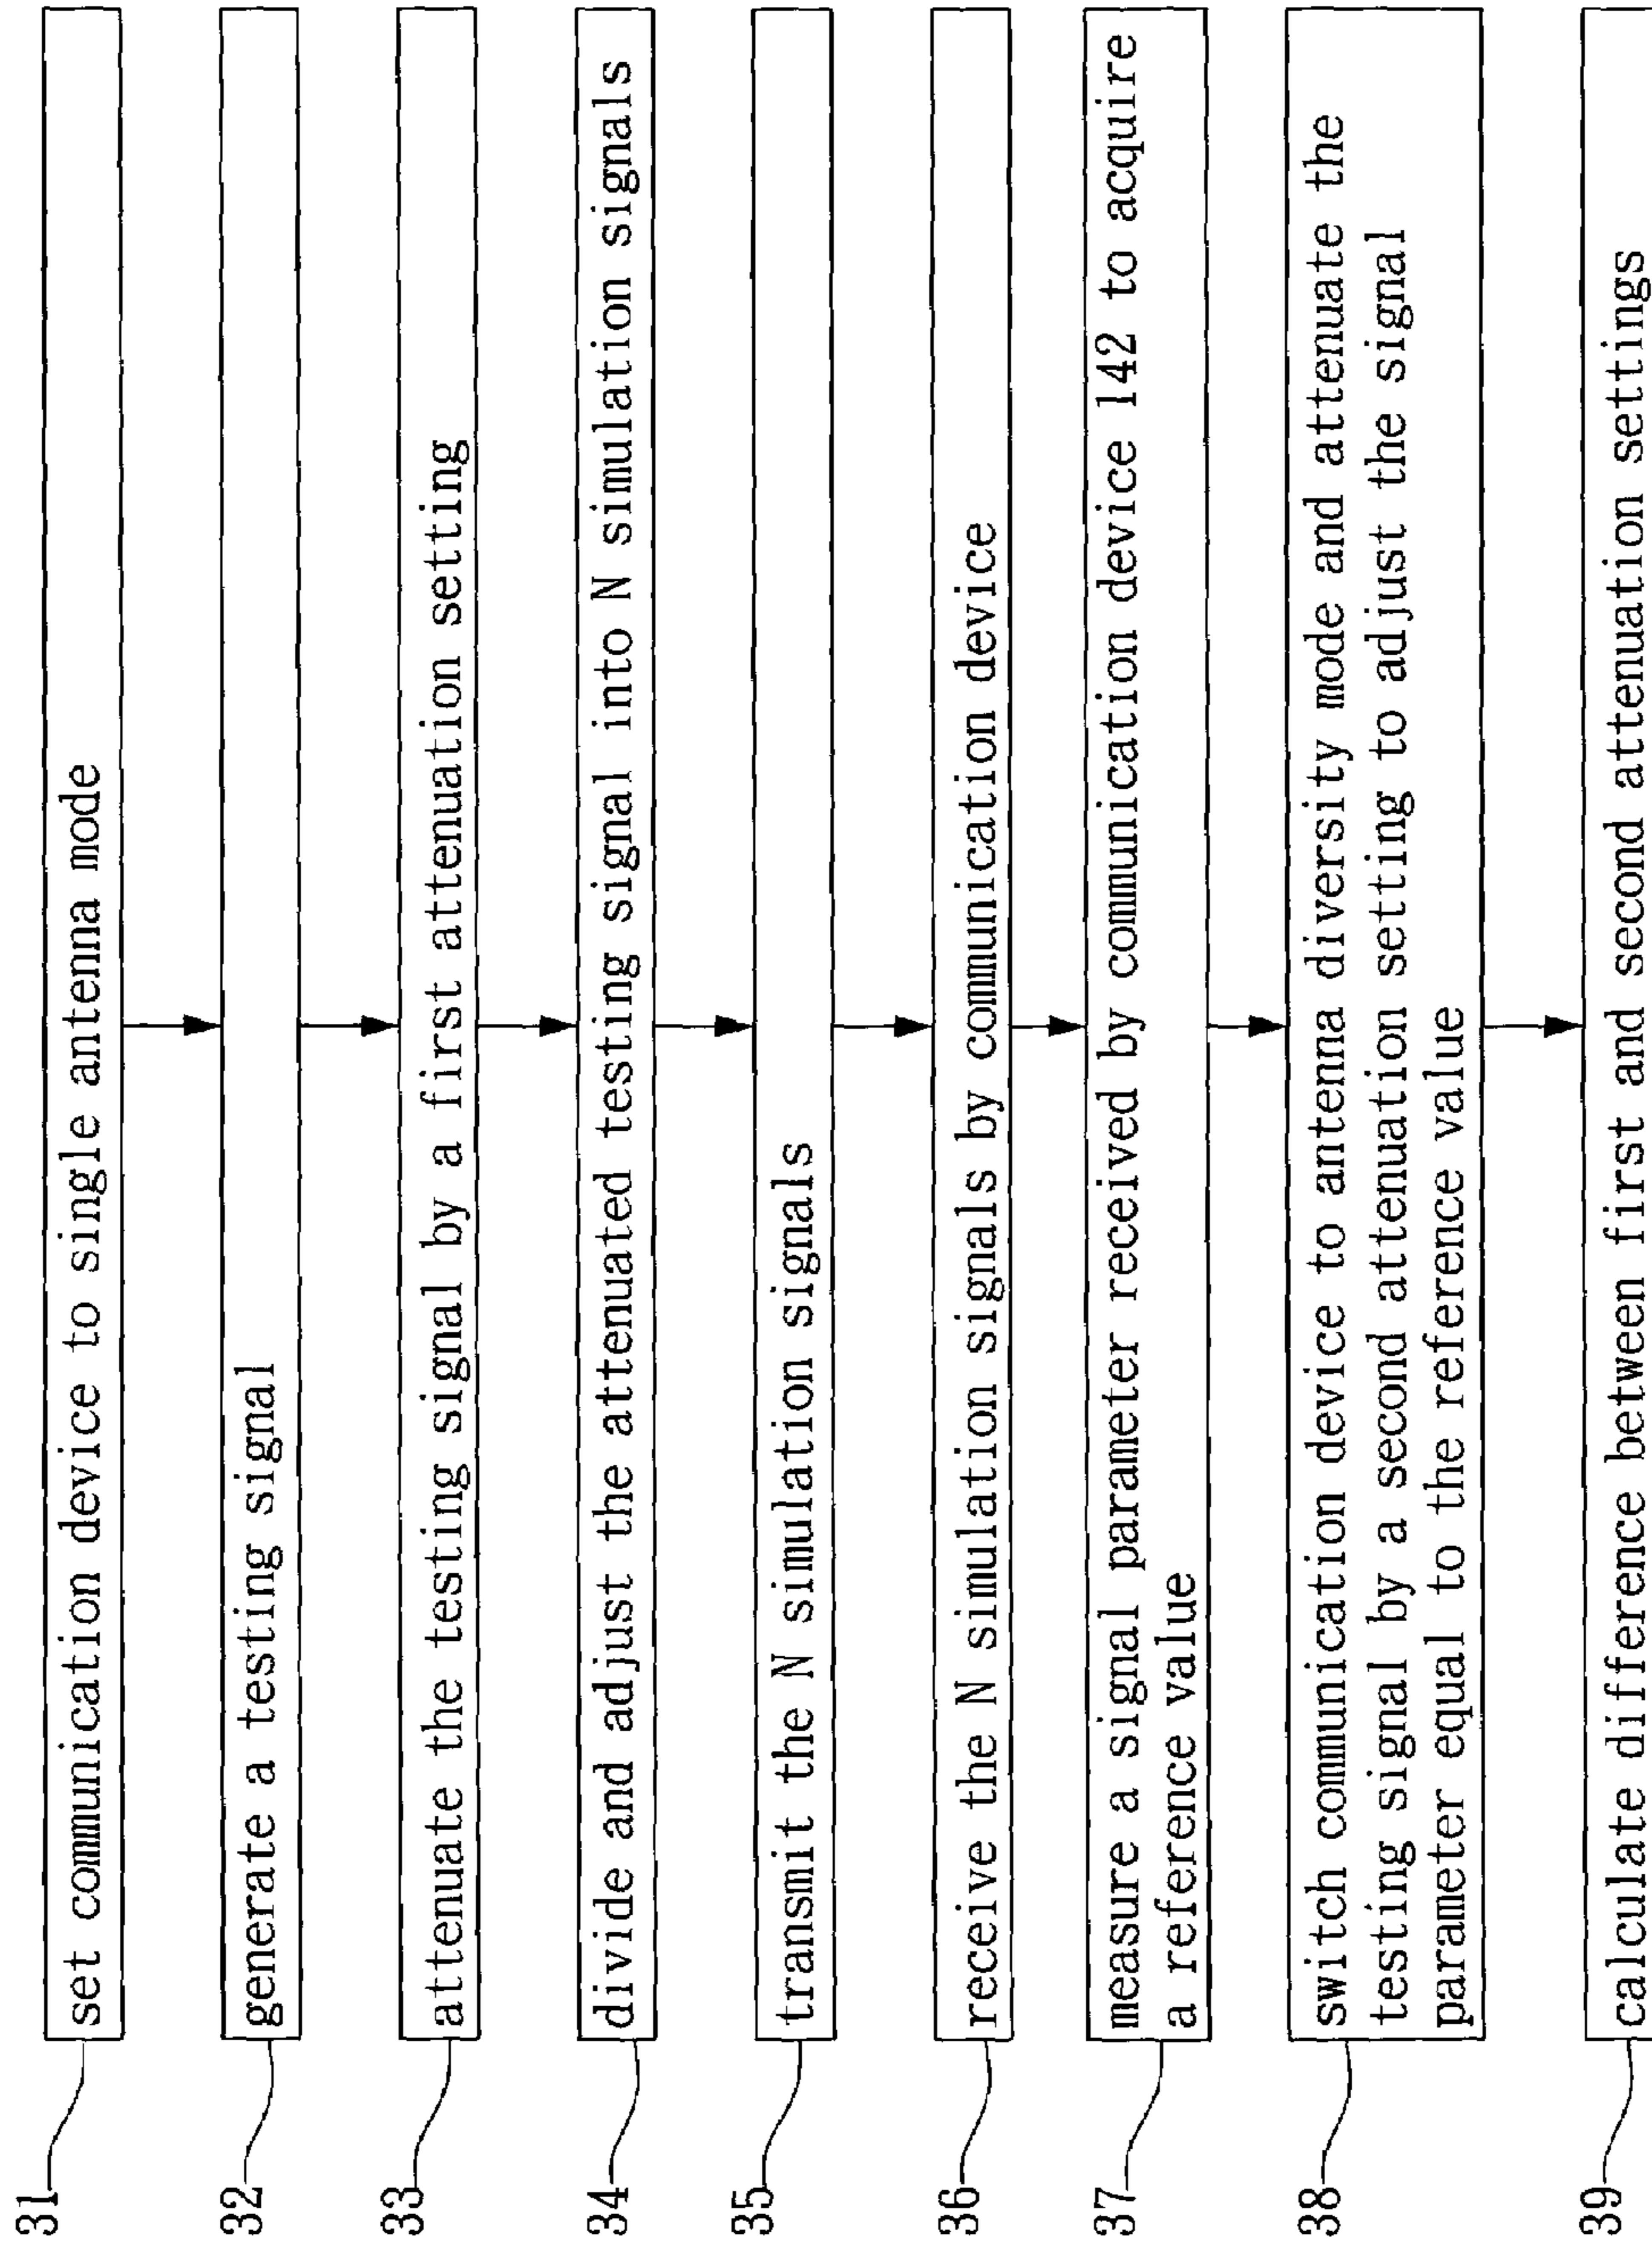 31
set communication device to single antenna mode
32
generate a testing signal
33
attenuate the testing signal by a first attenuation setting
34
divide and adjust the attenuated testing signal into N simulation signals
35
transmit the N simulation signals
36
receive the N simulation signals by communication device
37
measure a signal parameter received by communication device 142 to acquire
a reference value
38
switch communication device to antenna diversity mode and attenuate the
testing signal by a second attenuation setting to adjust the signal
parameter equal to the reference value
39
calculate difference between first and second attenuation settings